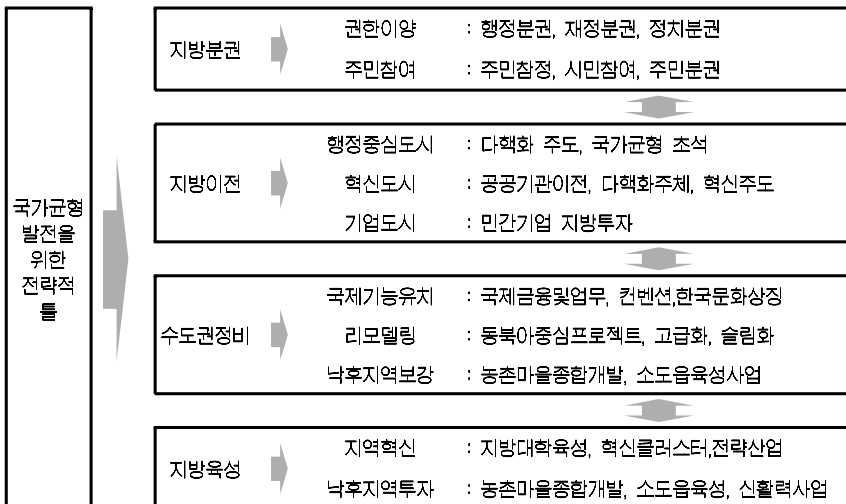 국가균형
발전을
위한
전략적
틀
지방분권
권한이양 : 행정분권, 재정분권, 정치분권
주민참여 : 주민참정, 시민참여, 주민분권
지방이전
행정중심도시 : 다핵화 주도, 국가균형 초석
혁신도시 : 공공기관이전, 다핵화주체, 혁신주도
기업도시 : 민간기업 지방투자
수도권정비
국제기능유치 : 국제금융및업무, 컨벤션,한국문화상징
리모델링 : 동북아중심프로젝트, 고급화, 슬림화
낙후지역보강 : 농촌마을종합개발, 소도읍육성사업
지방육성
지역혁신 : 지방대학육성, 혁신클러스터,전략산업
낙후지역투자 : 농촌마을종합개발, 소도읍육성, 신활력사업